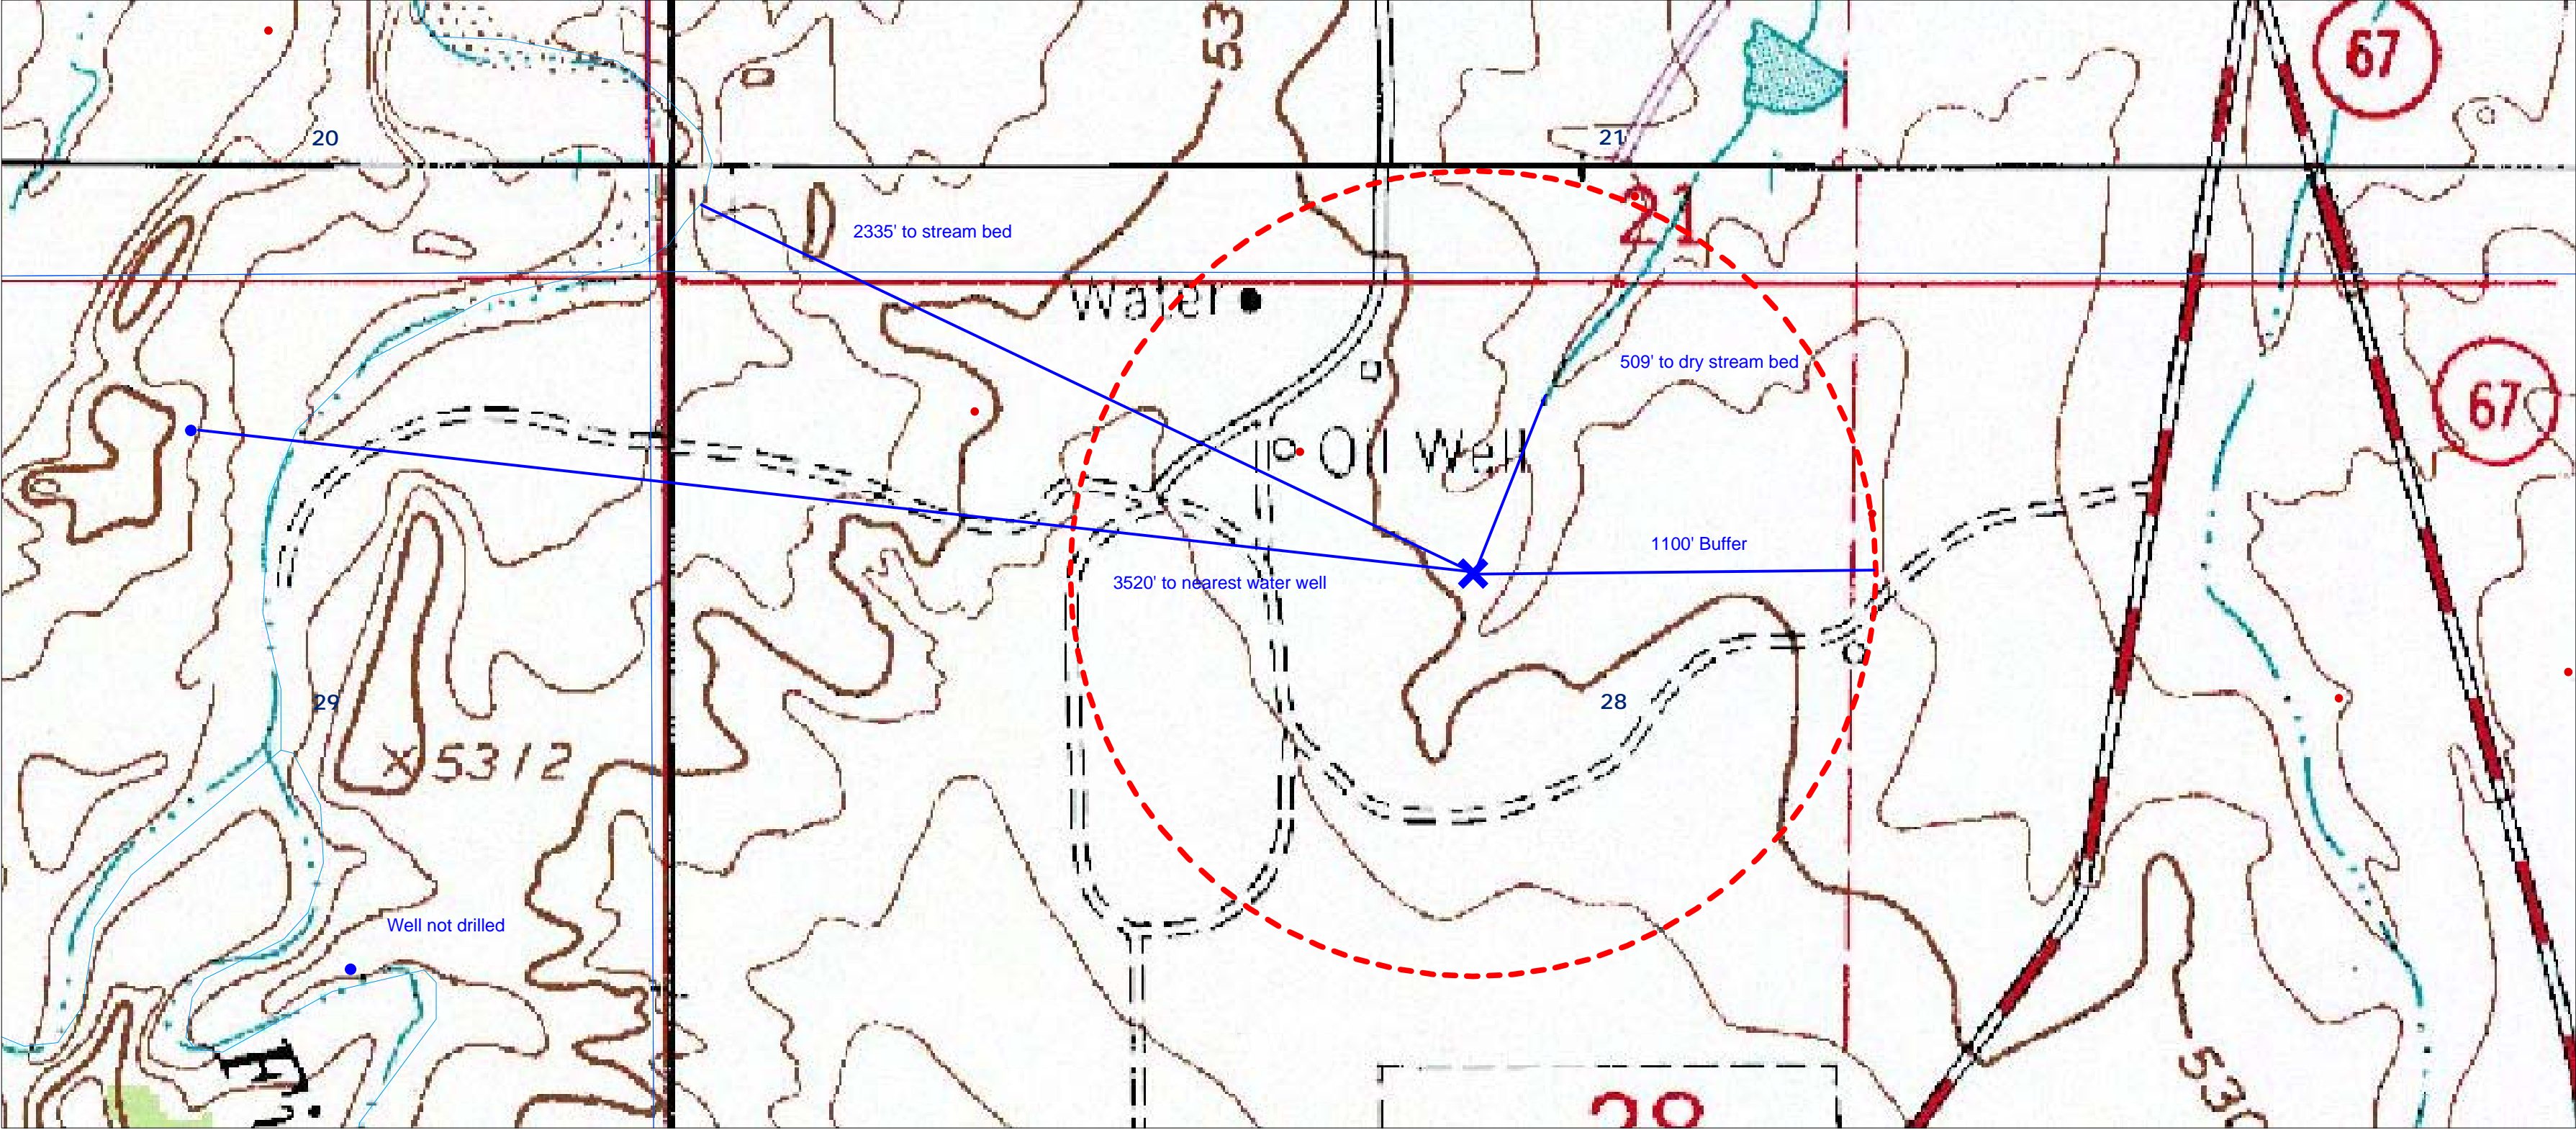 53
67
20
21
21
2335' to stream bed
Water
509' to dry stream bed
67
Oil Well
1100' Buffer
3520' to nearest water well
29
28
5312
Well not drilled
28